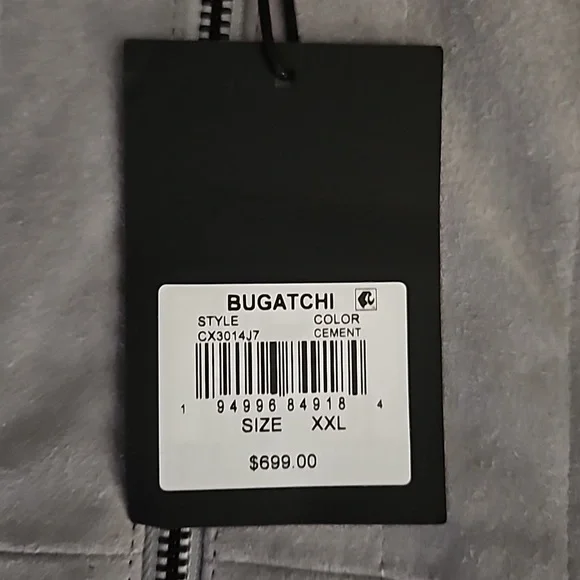 BUGATCHI
STYLE COLOR
CX3014J7 CEMENT
1 94996 84918 4
SIZE XXL
$699.00